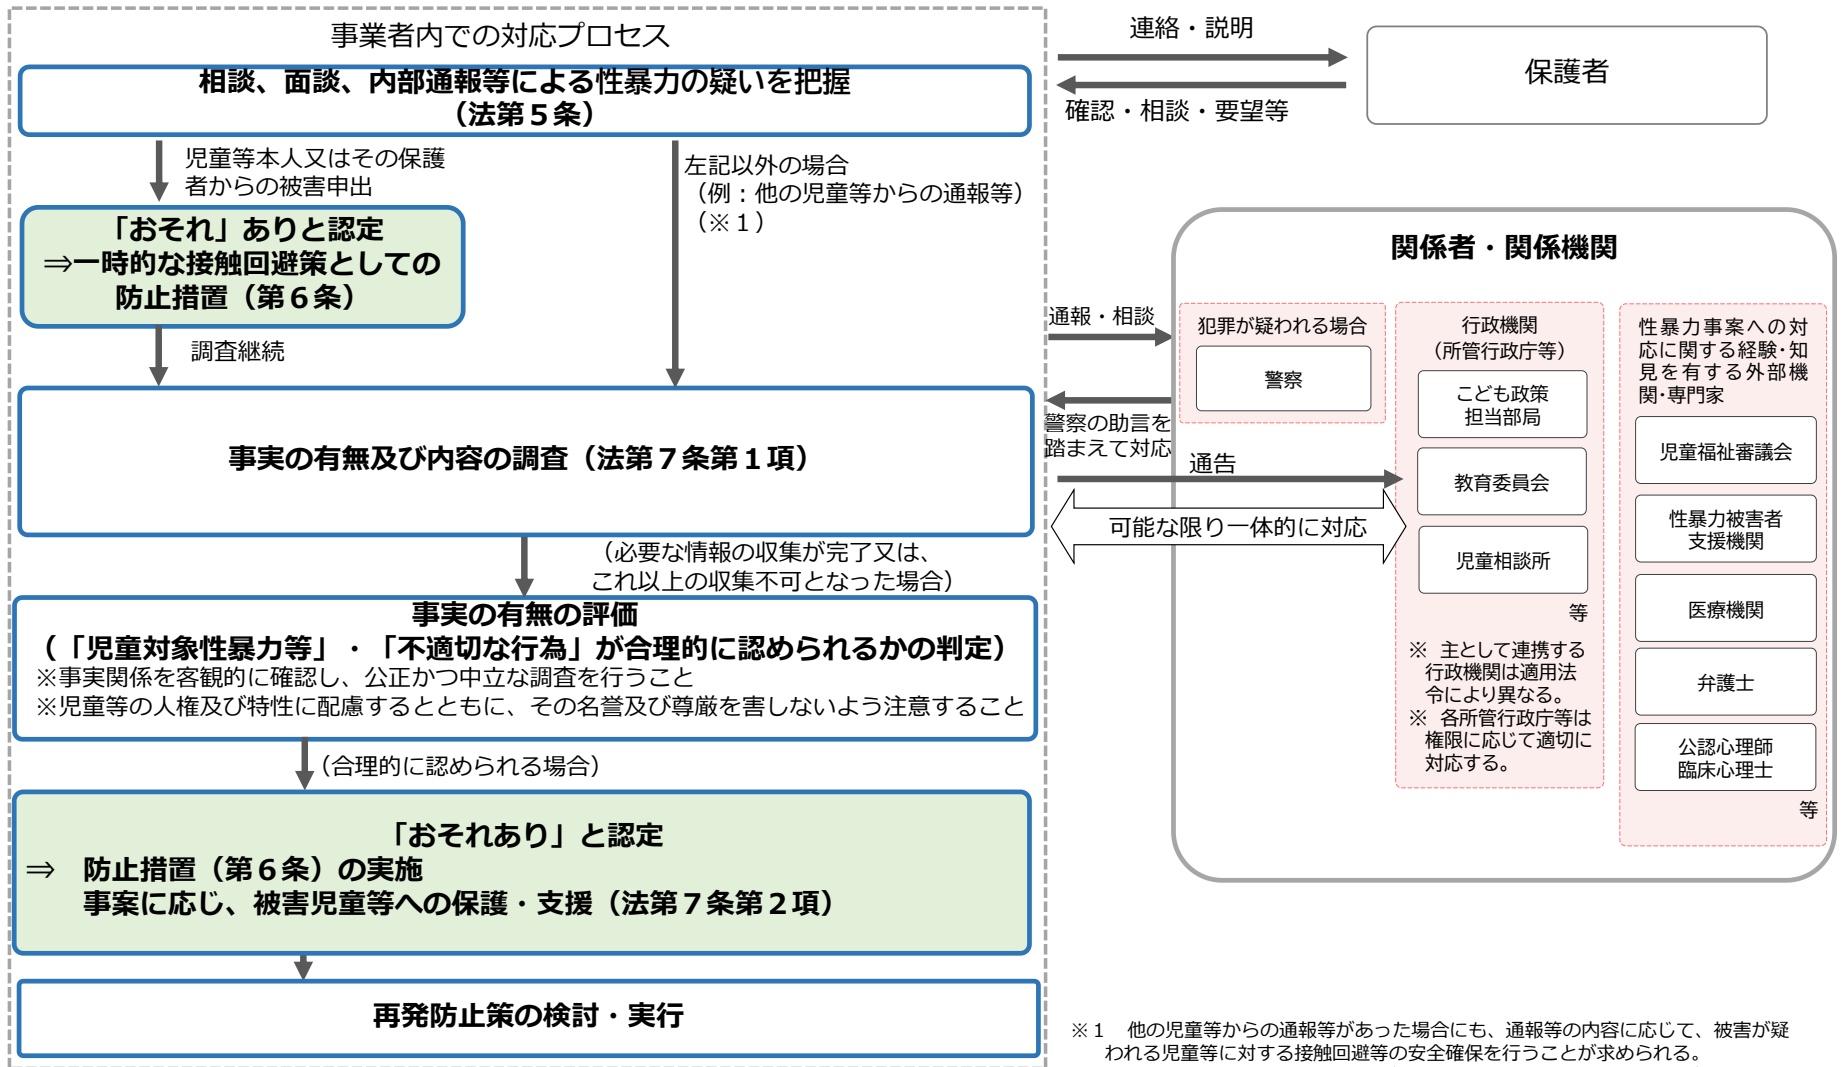 事業者内での対応プロセス
相談、面談、内部通報等による性暴力の疑いを把握
（法第５条）
児童等本人又はその保護
者からの被害申出
左記以外の場合
（例：他の児童等からの通報等）
（※１）
「おそれ」ありと認定
⇒一時的な接触回避策としての
防止措置（第６条）
調査継続
事実の有無及び内容の調査（法第７条第１項）
（必要な情報の収集が完了又は、
これ以上の収集不可となった場合）
事実の有無の評価
（「児童対象性暴力等」・「不適切な行為」が合理的に認められるかの判定）
※事実関係を客観的に確認し、公正かつ中立な調査を行うこと
※児童等の人権及び特性に配慮するとともに、その名誉及び尊厳を害しないよう注意すること
（合理的に認められる場合）
「おそれあり」と認定
⇒　防止措置（第６条）の実施
事案に応じ、被害児童等への保護・支援（法第７条第２項）
再発防止策の検討・実行
連絡・説明
確認・相談・要望等
保護者
通報・相談
警察の助言を
踏まえて対応
通告
可能な限り一体的に対応
関係者・関係機関
犯罪が疑われる場合
警察
行政機関
（所管行政庁等）
こども政策
担当部局
教育委員会
児童相談所
等
※　主として連携する
行政機関は適用法
令により異なる。
※　各所管行政庁等は
権限に応じて適切に
対応する。
性暴力事案への対
応に関する経験・知
見を有する外部機
関・専門家
児童福祉審議会
性暴力被害者
支援機関
医療機関
弁護士
公認心理師
臨床心理士
等
※１　他の児童等からの通報等があった場合にも、通報等の内容に応じて、被害が疑
われる児童等に対する接触回避等の安全確保を行うことが求められる。